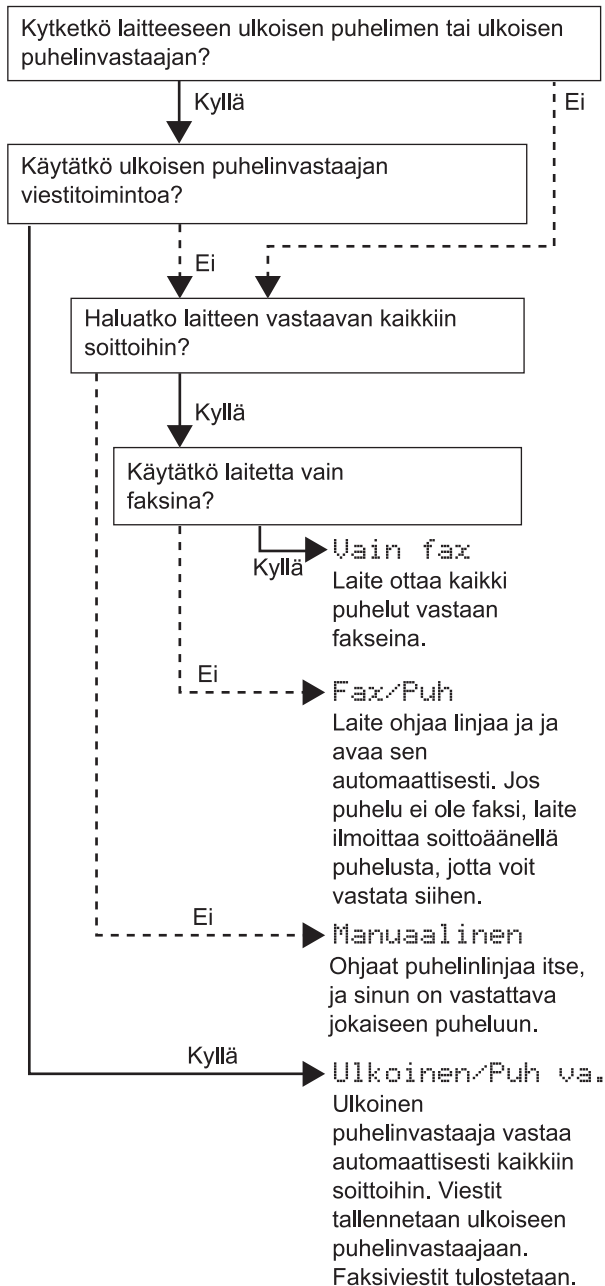 Kytketkö laitteeseen ulkoisen puhelimen tai ulkoisen
puhelinvastaajan?
Kyllä
Ei
Käytätkö ulkoisen puhelinvastaajan
viestitoimintoa?
Ei
Haluatko laitteen vastaavan kaikkiin
soittoihin?
Kyllä
Käytätkö laitetta vain
faksina?
Kyllä
Vain fax
Laite ottaa kaikki
puhelut vastaan
fakseina.
Ei
Fax/Puh
Laite ohjaa linjaa ja ja
avaa sen
automaattisesti. Jos
puhelu ei ole faksi, laite
ilmoittaa soittoäänellä
puhelusta, jotta voit
vastata siihen.
Ei
Manuaalinen
Ohjaat puhelinlinjaa itse,
ja sinun on vastattava
jokaiseen puheluun.
Kyllä
Ulkoinen/Puh va.
Ulkoinen
puhelinvastaaja vastaa
automaattisesti kaikkiin
soittoihin. Viestit
tallennetaan ulkoiseen
puhelinvastaajaan.
Faksiviestit tulostetaan.